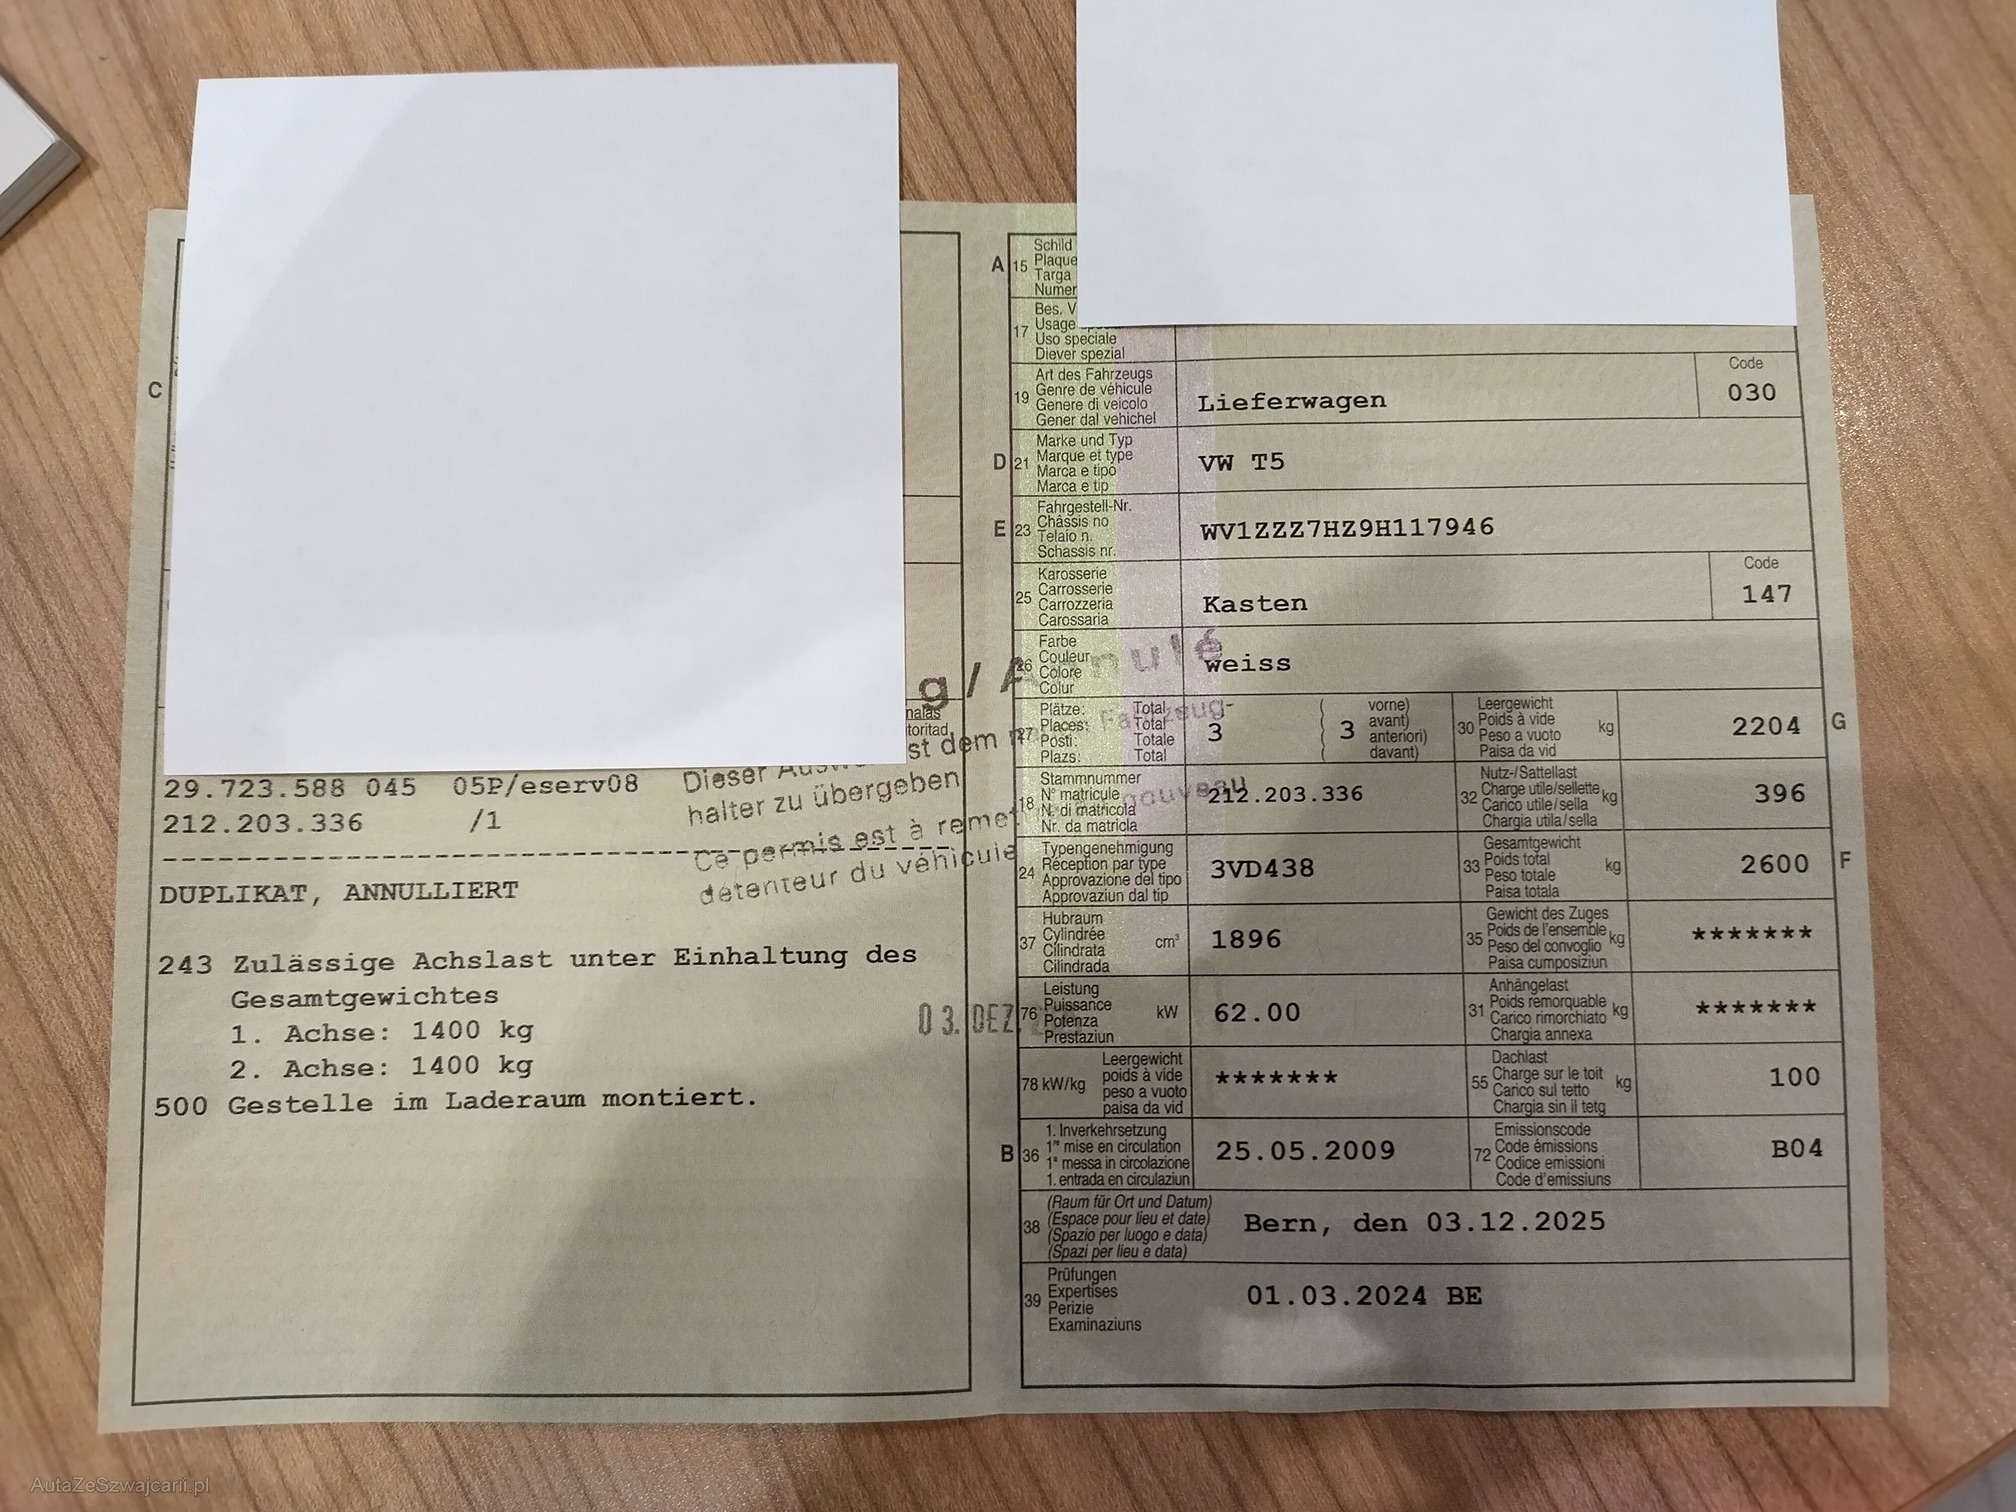 C
nalas
toritad
29.723.588 045 05P/eserv08
212.203.336 /1
DUPLIKAT, ANNULLIERT
243 Zulässige Achslast unter Einhaltung des
Gesamtgewichtes
1. Achse: 1400 kg
2. Achse: 1400 kg
500 Gestelle im Laderaum montiert.
g/Annulé
st dem Fahrzeug-
halter zu übergeben
Ce permis est à nouveau
détenteur du véhicule
03. DEZ.
A 15 Schild
Plaque
Targa
Numer
17 Bes. V
Usage
Uso speciale
Diever spezial
19 Art des Fahrzeugs
Genre de véhicule
Genere di veicolo
Gener dal vehichel
Lieferwagen
Code
030
D 21 Marke und Typ
Marque et type
Marca e tipo
Marca e tip
VW T5
E 23 Fahrgestell-Nr.
Châssis no
Telaio n.
Schassis nr.
WV1ZZZ7HZ9H117946
25 Karosserie
Carrosserie
Carrozzeria
Carossaria
Kasten
Code
147
26 Farbe
Couleur
Colore
Colur
weiss
27 Plätze: Total
Places: Total
Posti: Totale
Plazs: Total
3
3
vorne)
avant)
anteriori)
davant)
30 Leergewicht
Poids à vide
Peso a vuoto
Paisa da vid
kg
2204 G
18 Stammnummer
N° matricule
N. di matricola
Nr. da matricla
212.203.336
32 Nutz-/Sattellast
Charge utile/sellette
Carico utile/sella
Chargia utila/sella
kg
396
24 Typengenehmigung
Réception par type
Approvazione del tipo
Approvaziun dal tip
3VD438
33 Gesamtgewicht
Poids total
Peso totale
Paisa totala
kg
2600 F
37 Hubraum
Cylindrée
Cilindrata
Cilindrada
cm³
1896
35 Gewicht des Zuges
Poids de l'ensemble
Peso del convoglio
Paisa cumposiziun
kg
*******
76 Leistung
Puissance
Potenza
Prestaziun
kW
62.00
31 Anhängelast
Poids remorquable
Carico rimorchiato
Chargia annexa
kg
*******
78 kW/kg
Leergewicht
poids à vide
peso a vuoto
paisa da vid
*******
55 Dachlast
Charge sur le toit
Carico sul tetto
Chargia sin il tetg
kg
100
B 36 1. Inverkehrsetzung
1re mise en circulation
1a messa in circolazione
1. entrada en circulaziun
25.05.2009
72 Emissionscode
Code émissions
Codice emissioni
Code d'emissiuns
B04
38 (Raum für Ort und Datum)
(Espace pour lieu et date)
(Spazio per luogo e data)
(Spazi per lieu e data)
Bern, den 03.12.2025
39 Prüfungen
Expertises
Perizie
Examinaziuns
01.03.2024 BE
AutaZeSzwajcarii.pl